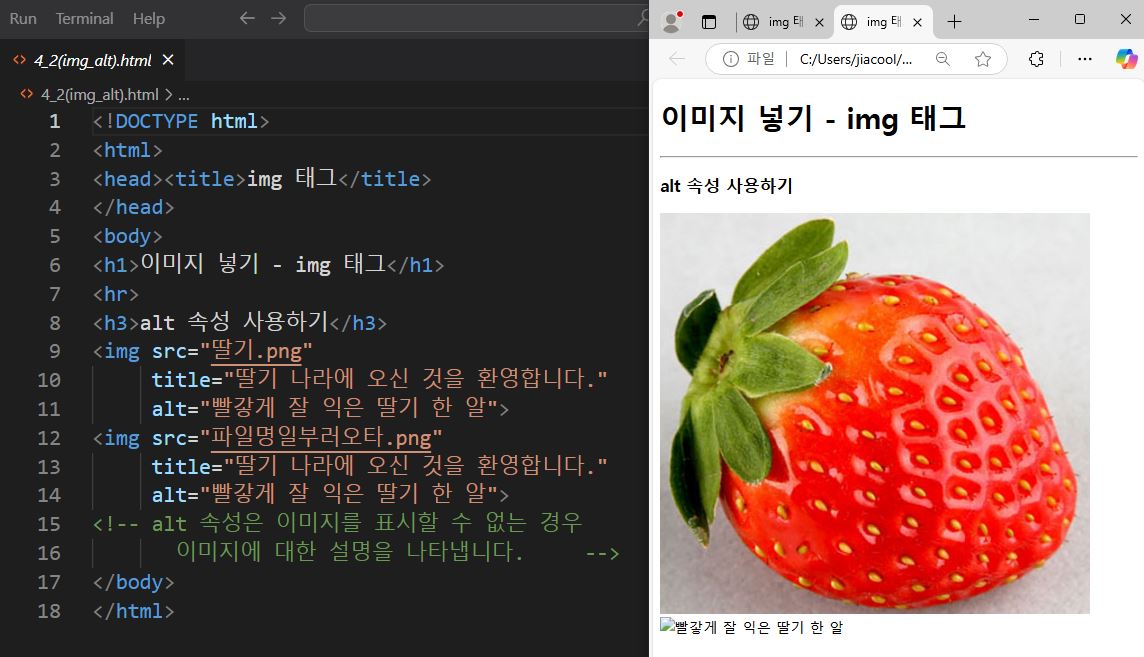 Run Terminal Help
4_2(img_alt).html
4_2(img_alt).html > ...
1 <!DOCTYPE html>
2 <html>
3 <head><title>img 태그</title>
4 </head>
5 <body>
6 <h1>이미지 넣기 - img 태그</h1>
7 <hr>
8 <h3>alt 속성 사용하기</h3>
9 <img src="딸기.png"
10 title="딸기 나라에 오신 것을 환영합니다."
11 alt="빨갛게 잘 익은 딸기 한 알">
12 <img src="파일명일부러오타.png"
13 title="딸기 나라에 오신 것을 환영합니다."
14 alt="빨갛게 잘 익은 딸기 한 알">
15 <!-- alt 속성은 이미지를 표시할 수 없는 경우
16 이미지에 대한 설명을 나타냅니다. -->
17 </body>
18 </html>
img 태
img 태
파일 C:/Users/jiacool/...
이미지 넣기 - img 태그
alt 속성 사용하기
빨갛게 잘 익은 딸기 한 알